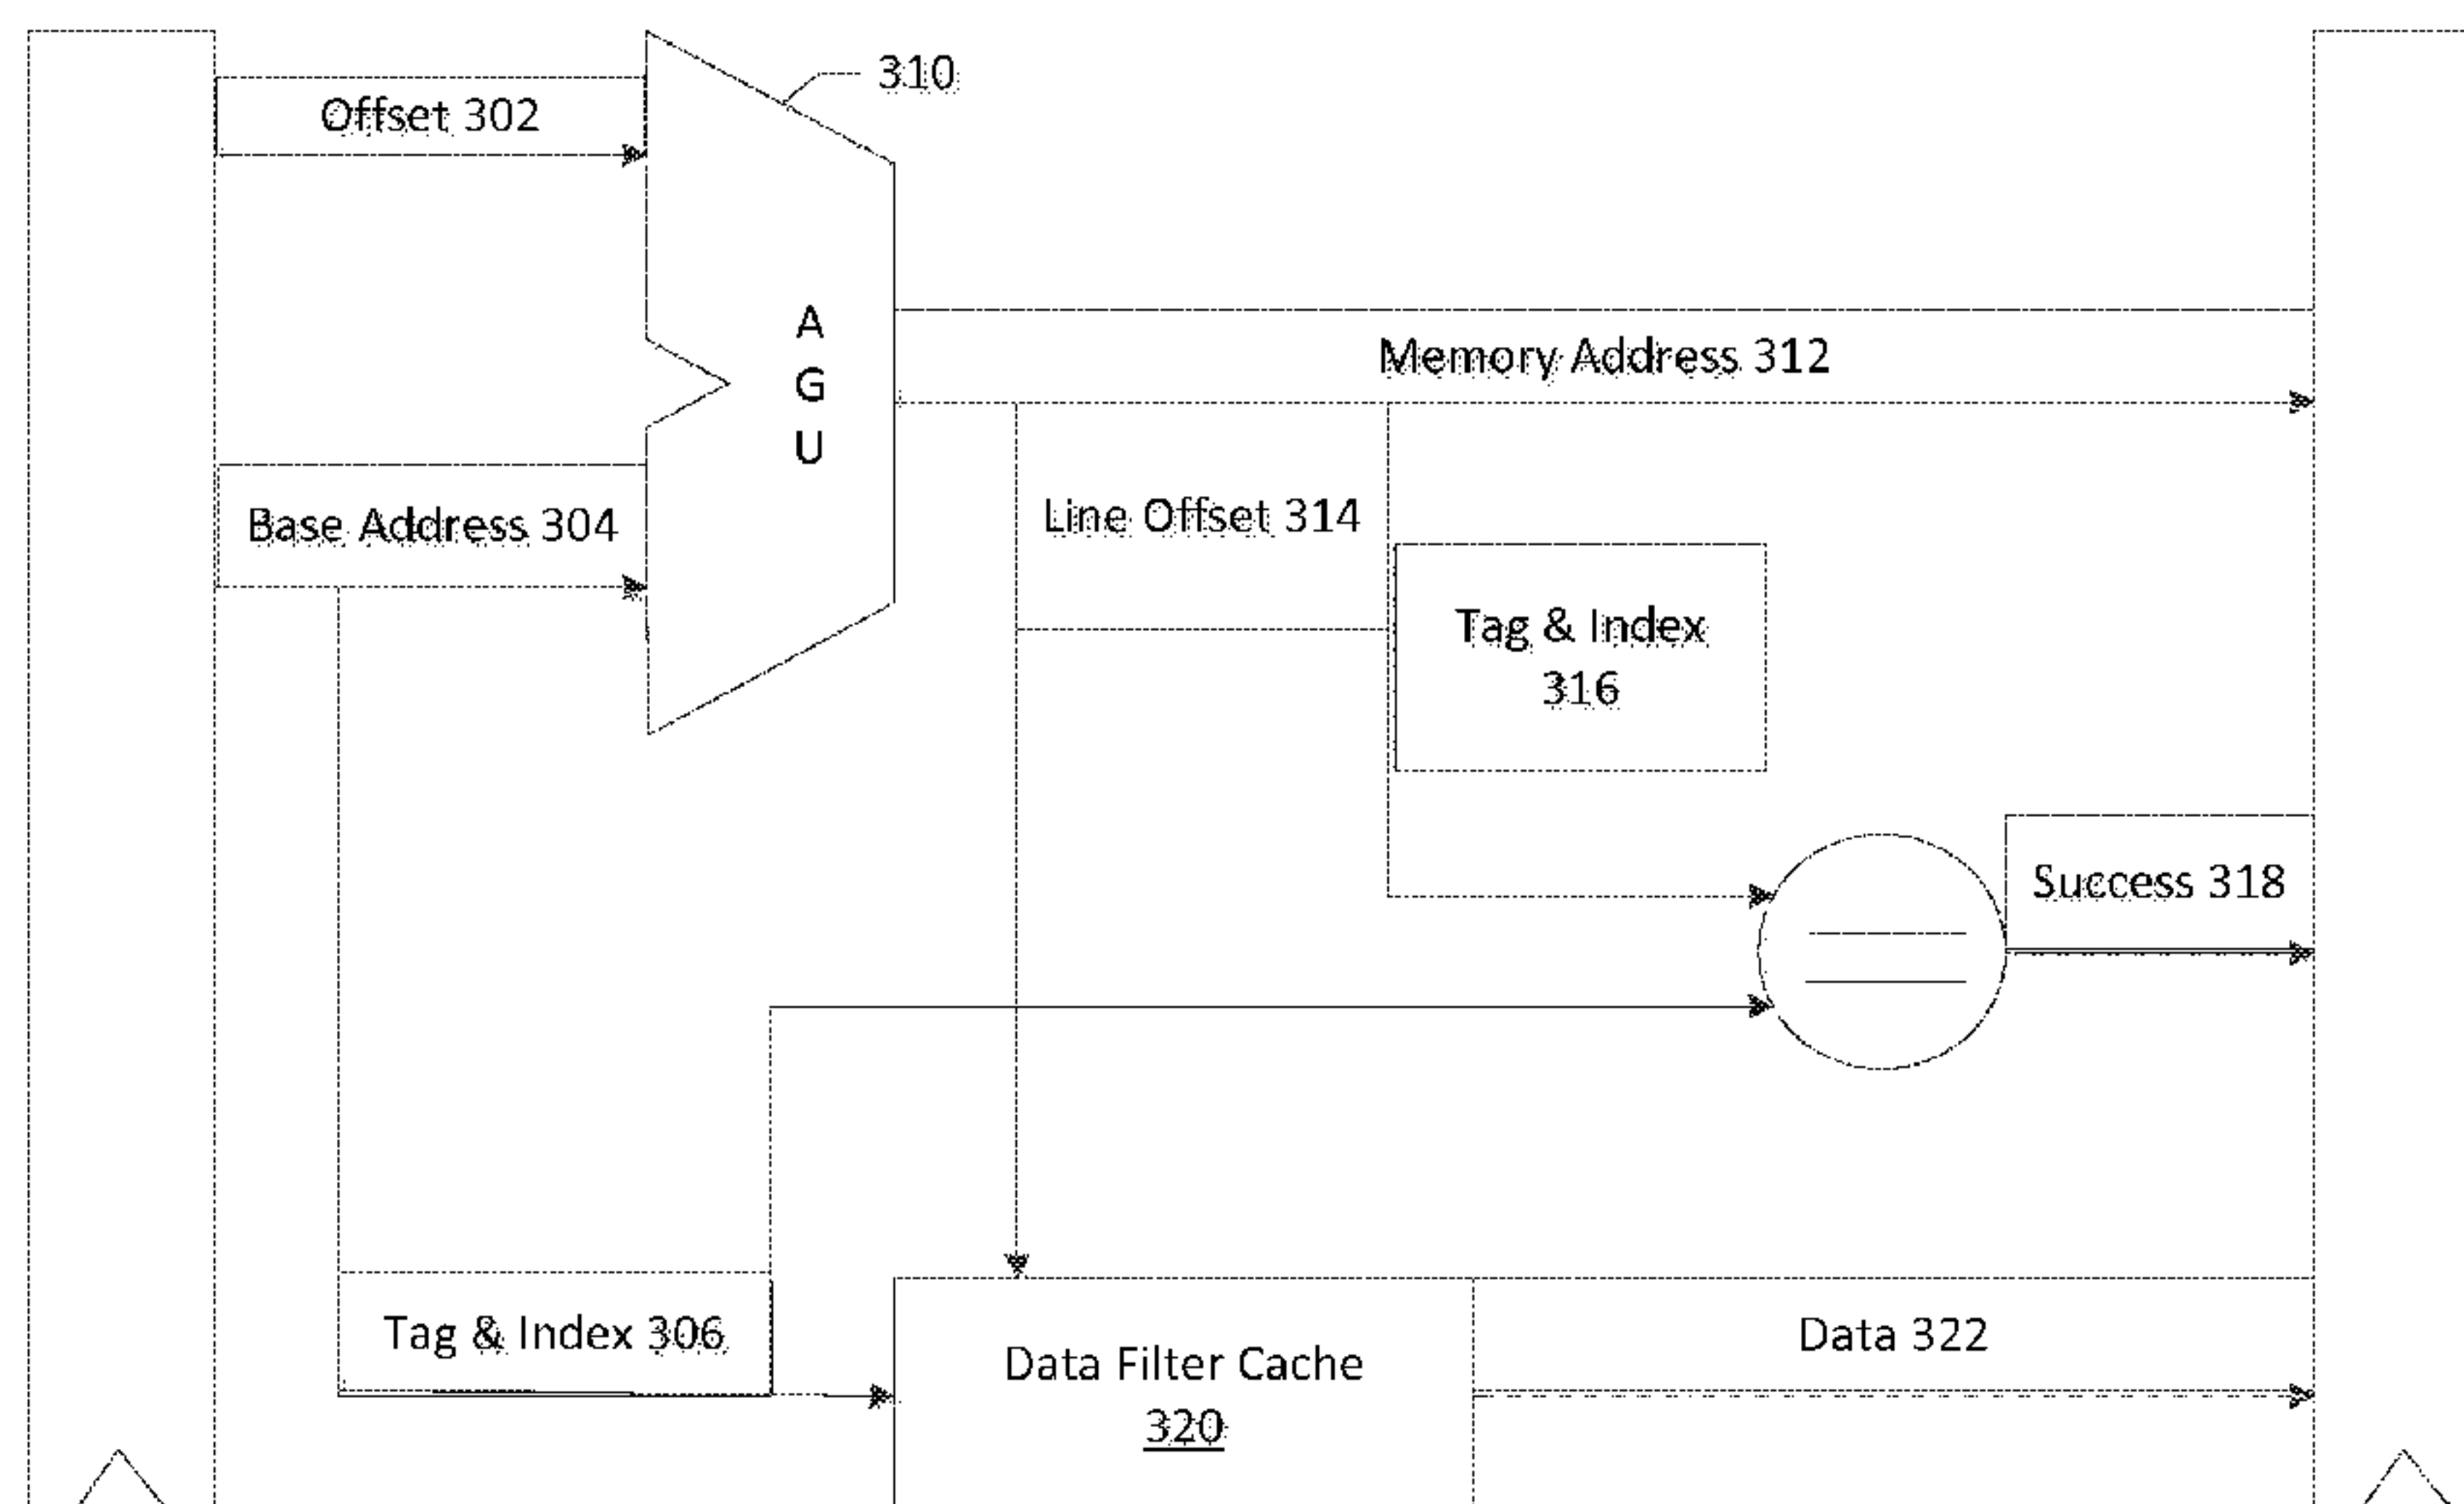 310
Offset 302
A
G
U
Memory Address 312
Base Address 304
Line Offset 314
Tag & Index
316
Success 318
Tag & Index 306
Data Filter Cache
320
Data 322